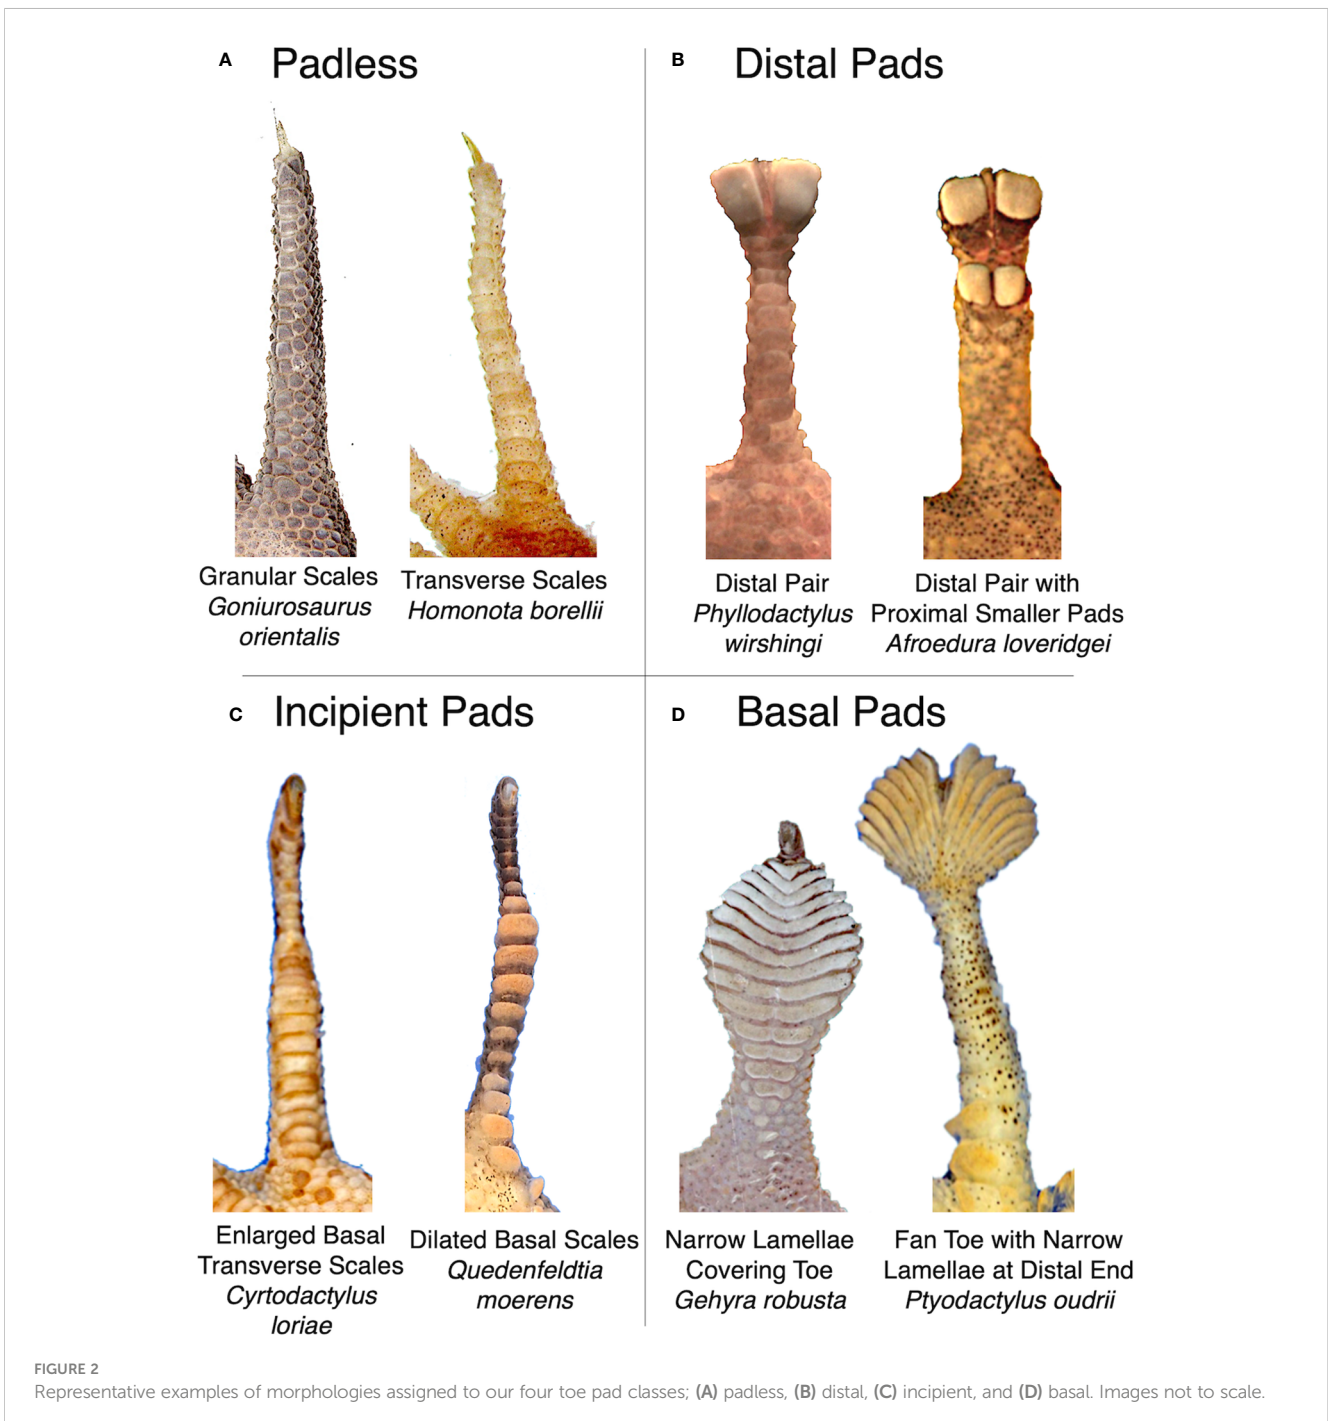 A Padless
Granular Scales
Goniurosaurus
orientalis
Transverse Scales
Homonota borellii
B Distal Pads
Distal Pair
Phyllodactylus
wirshingi
Distal Pair with
Proximal Smaller Pads
Afroedura loveridgei
C Incipient Pads
Enlarged Basal
Transverse Scales
Cyrtodactylus
loriae
Dilated Basal Scales
Quedenfeldtia
moerens
D Basal Pads
Narrow Lamellae
Covering Toe
Gehyra robusta
Fan Toe with Narrow
Lamellae at Distal End
Ptyodactylus oudrii
FIGURE 2
Representative examples of morphologies assigned to our four toe pad classes; (A) padless, (B) distal, (C) incipient, and (D) basal. Images not to scale.